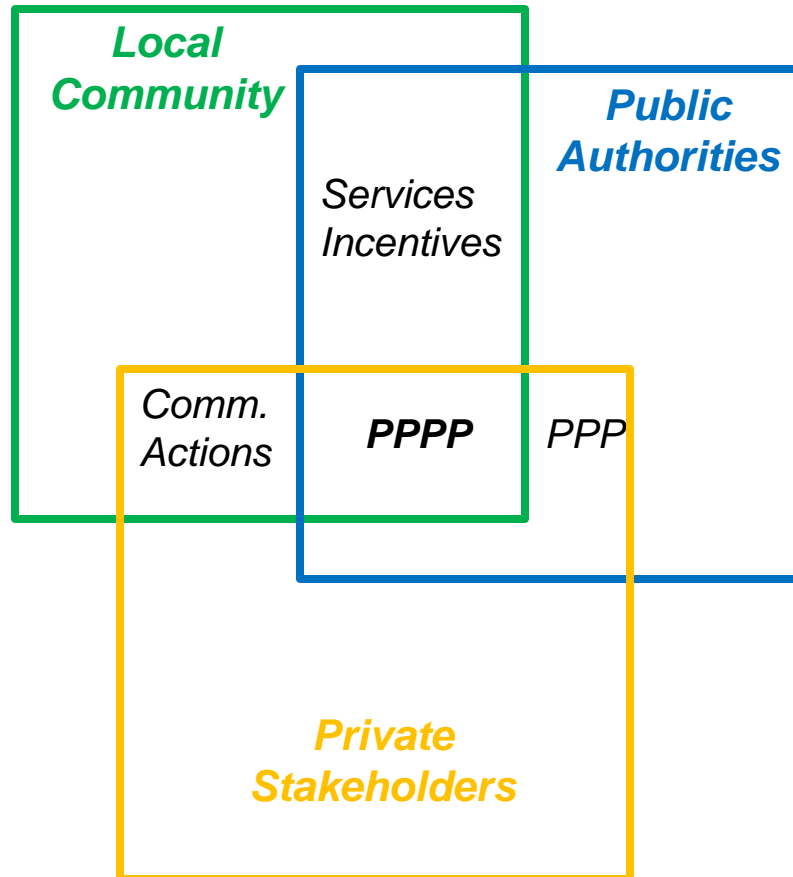 Local
Community
Public
Authorities
Services
Incentives
Comm.
Actions
PPPP
PPP
Private
Stakeholders